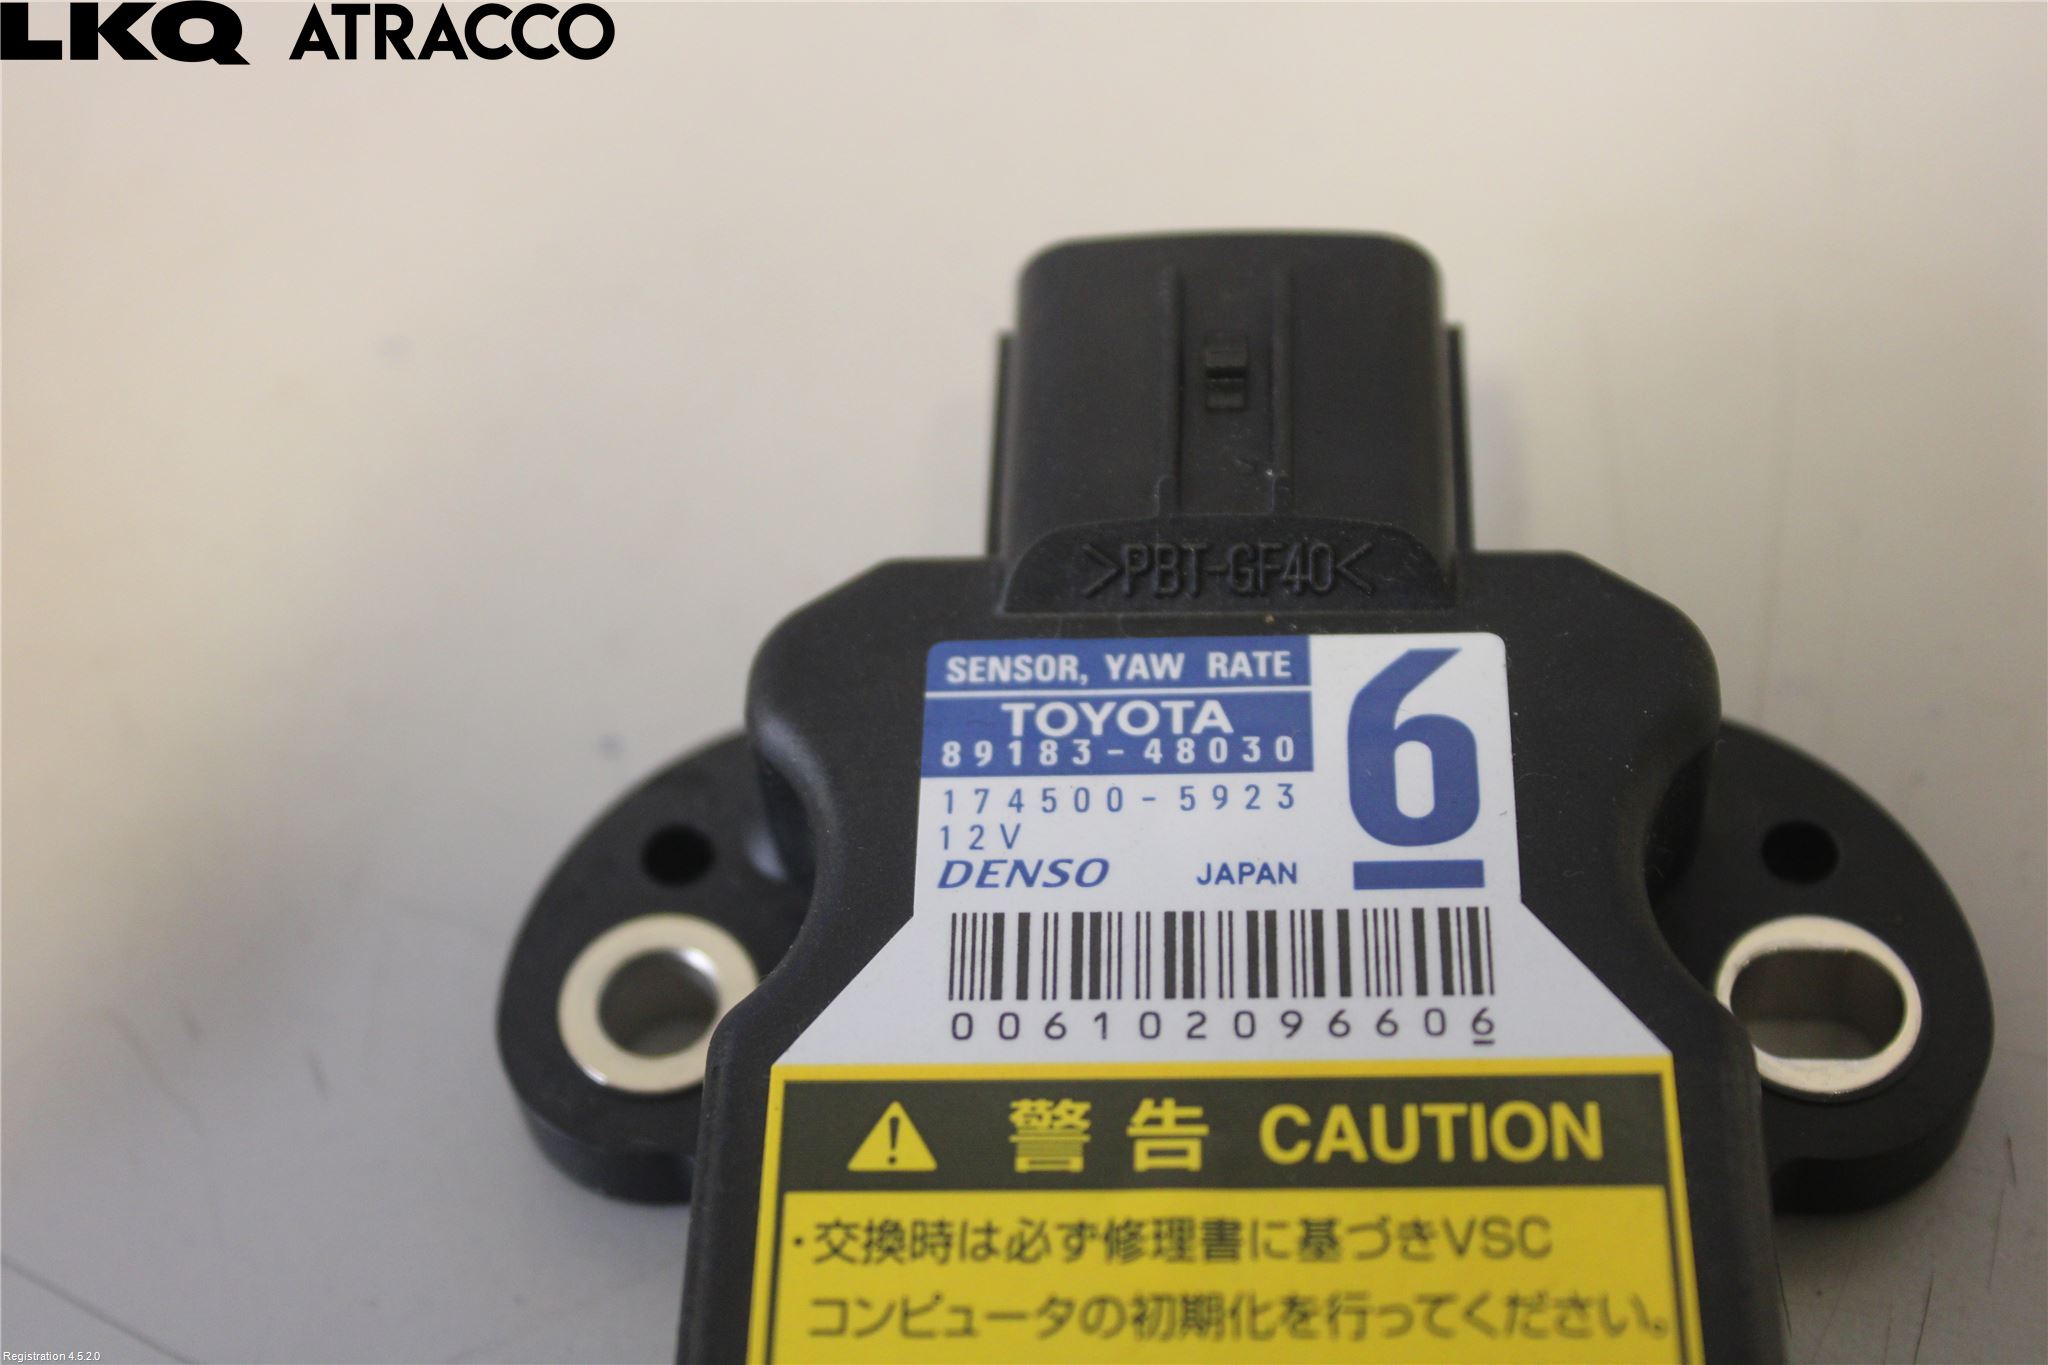 LKQ ATRACCO
>PBT-GF40<
SENSOR, YAW RATE
TOYOTA
89183-48030
6
174500-5923
12V
DENSO JAPAN
006102096606
警告 CAUTION
・交換時は必ず修理書に基づきVSC
コンピュータの初期化を行ってください。
Registration 4.5.2.0